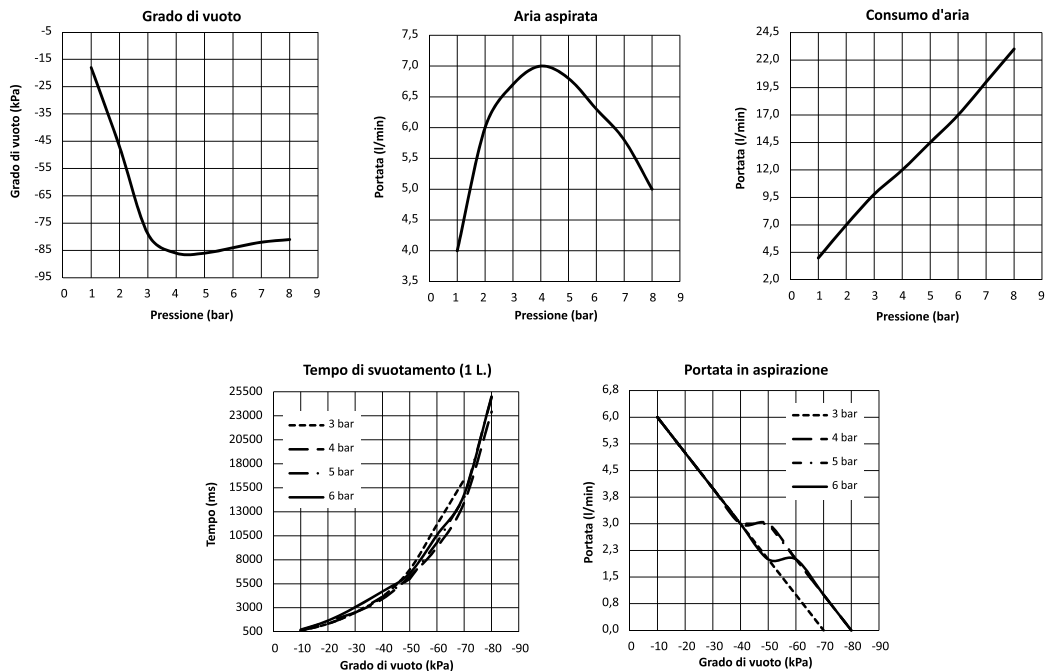 Grado di vuoto
Grado di vuoto (kPa)
-5
-15
-25
-35
-45
-55
-65
-75
-85
-95
0 1 2 3 4 5 6 7 8 9
Pressione (bar)
Aria aspirata
Portata (l/min)
7,5
7,0
6,5
6,0
5,5
5,0
4,5
4,0
3,5
0 1 2 3 4 5 6 7 8 9
Pressione (bar)
Consumo d'aria
Portata (l/min)
24,5
22,0
19,5
17,0
14,5
12,0
9,5
7,0
4,5
2,0
0 1 2 3 4 5 6 7 8 9
Pressione (bar)
Tempo di svuotamento (1 L.)
Tempo (ms)
25500
23000
20500
18000
15500
13000
10500
8000
5500
3000
500
3 bar
4 bar
5 bar
6 bar
0 -10 -20 -30 -40 -50 -60 -70 -80 -90
Grado di vuoto (kPa)
Portata in aspirazione
Portata (l/min)
6,8
6,0
5,3
4,5
3,8
3,0
2,3
1,5
0,8
0,0
3 bar
4 bar
5 bar
6 bar
0 -10 -20 -30 -40 -50 -60 -70 -80 -90
Grado di vuoto (kPa)